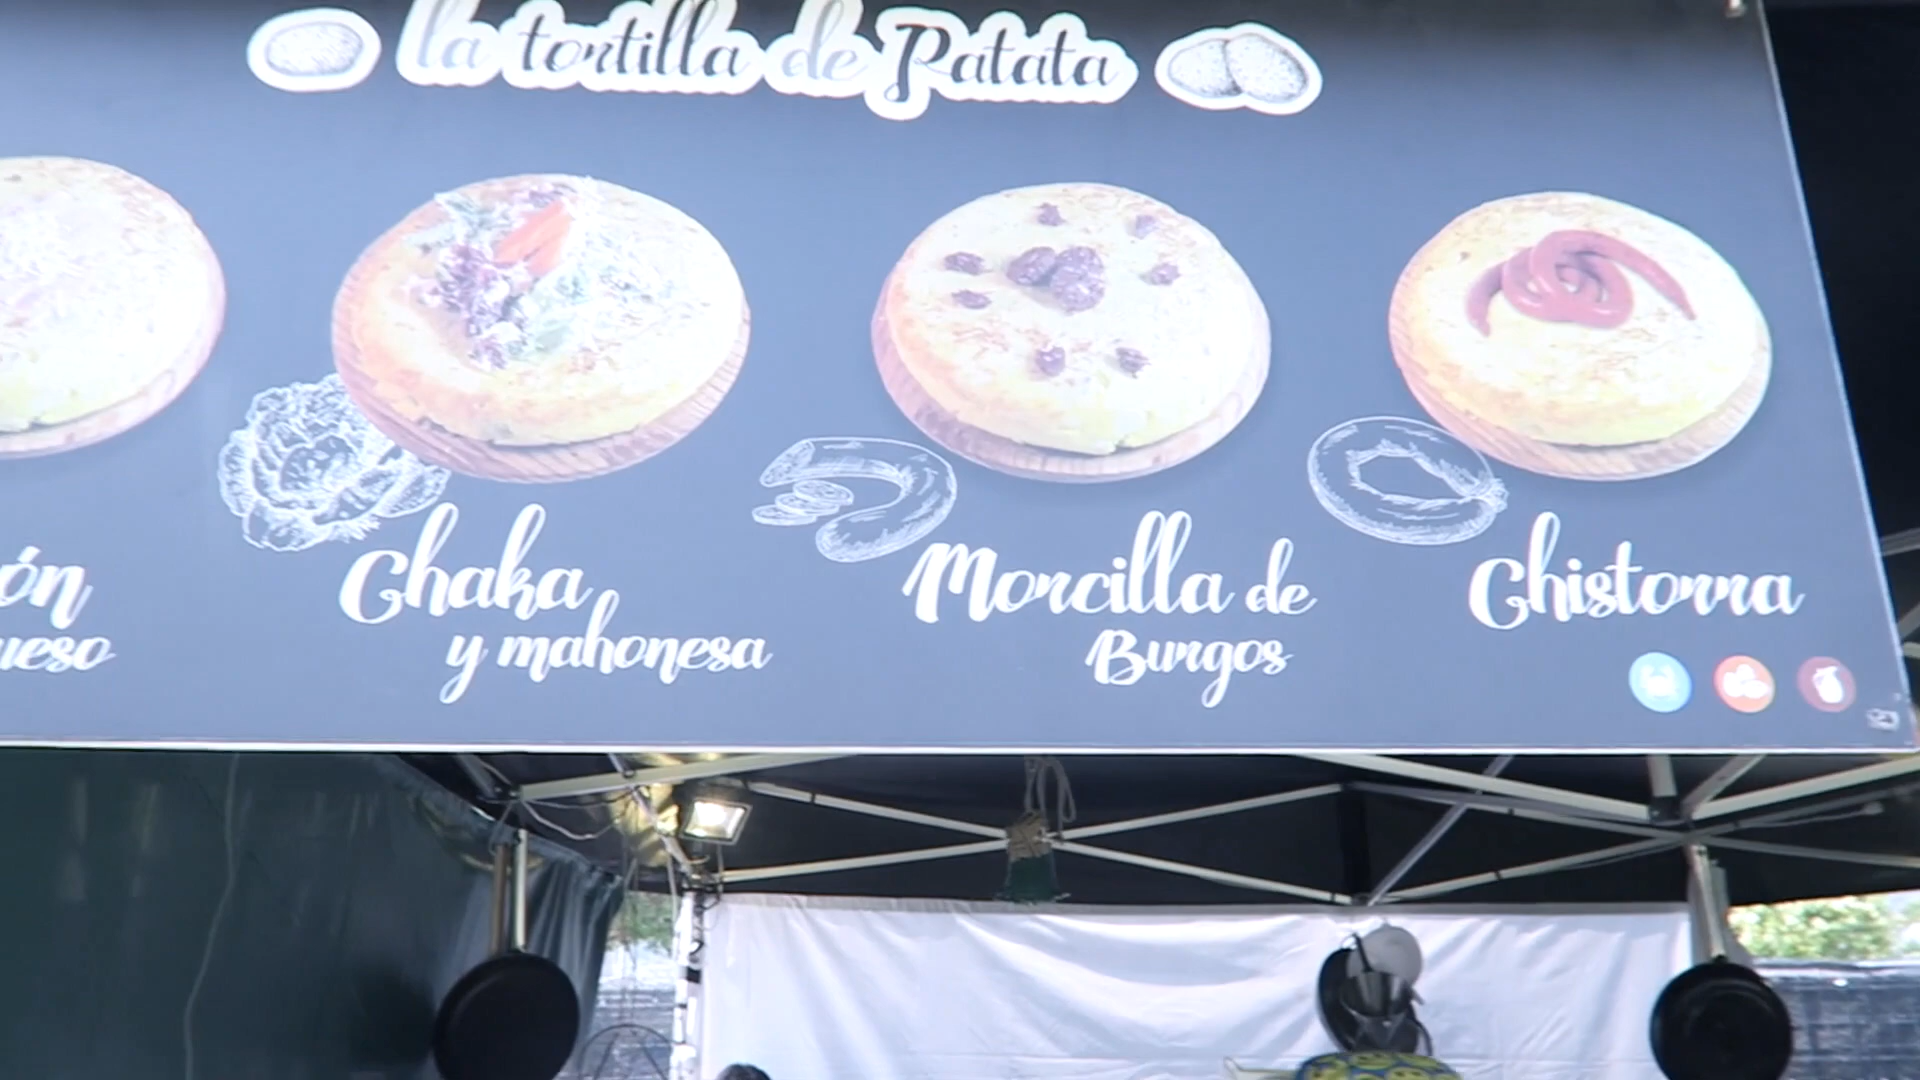 la tortilla de Patata
ón
ueso
Chaka
y mahonesa
Morcilla de
Burgos
Chistorra